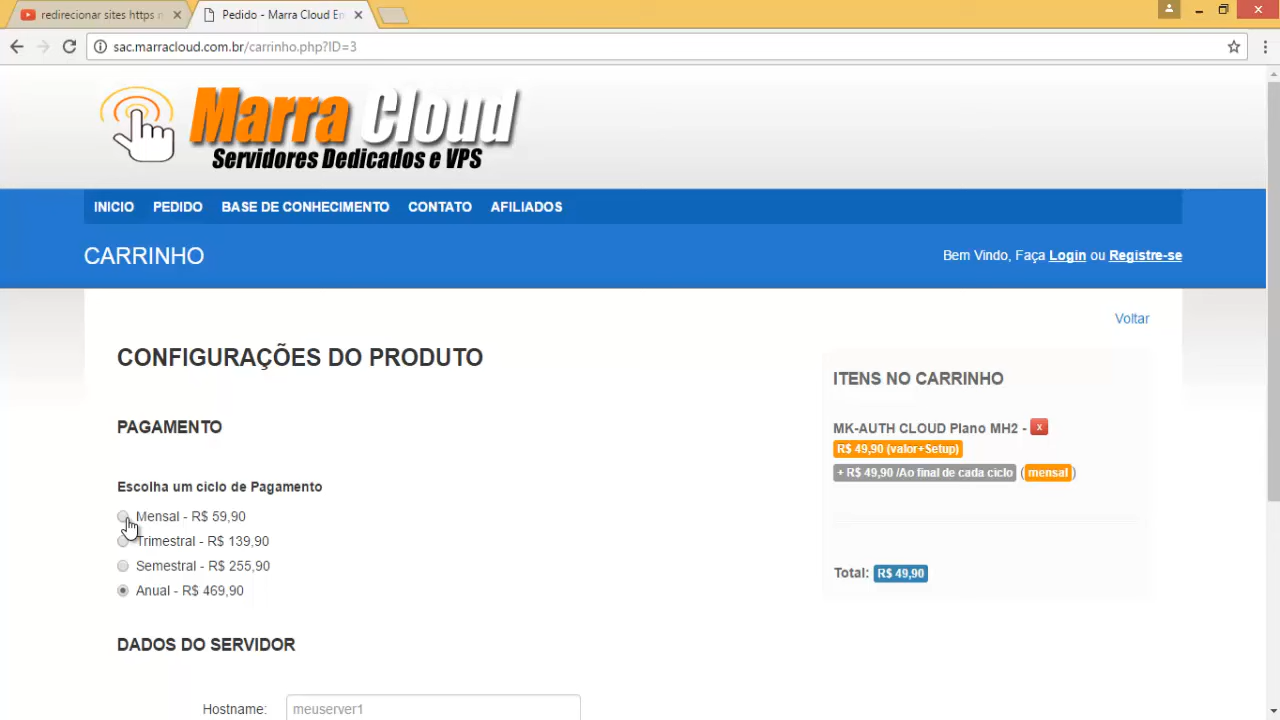 redirecionar sites https
Pedido - Marra Cloud Em
sac.marracloud.com.br/carrinho.php?ID=3
Marra Cloud
Servidores Dedicados e VPS
INICIO PEDIDO BASE DE CONHECIMENTO CONTATO AFILIADOS
CARRINHO
Bem Vindo, Faça Login ou Registre-se
Voltar
CONFIGURAÇÕES DO PRODUTO
PAGAMENTO
Escolha um ciclo de Pagamento
Mensal - R$ 59,90
Trimestral - R$ 139,90
Semestral - R$ 255,90
Anual - R$ 469,90
DADOS DO SERVIDOR
Hostname: meuserver1
ITENS NO CARRINHO
MK-AUTH CLOUD Plano MH2 - x
R$ 49,90 (valor+Setup)
+ R$ 49,90 /Ao final de cada ciclo (mensal)
Total: R$ 49,90